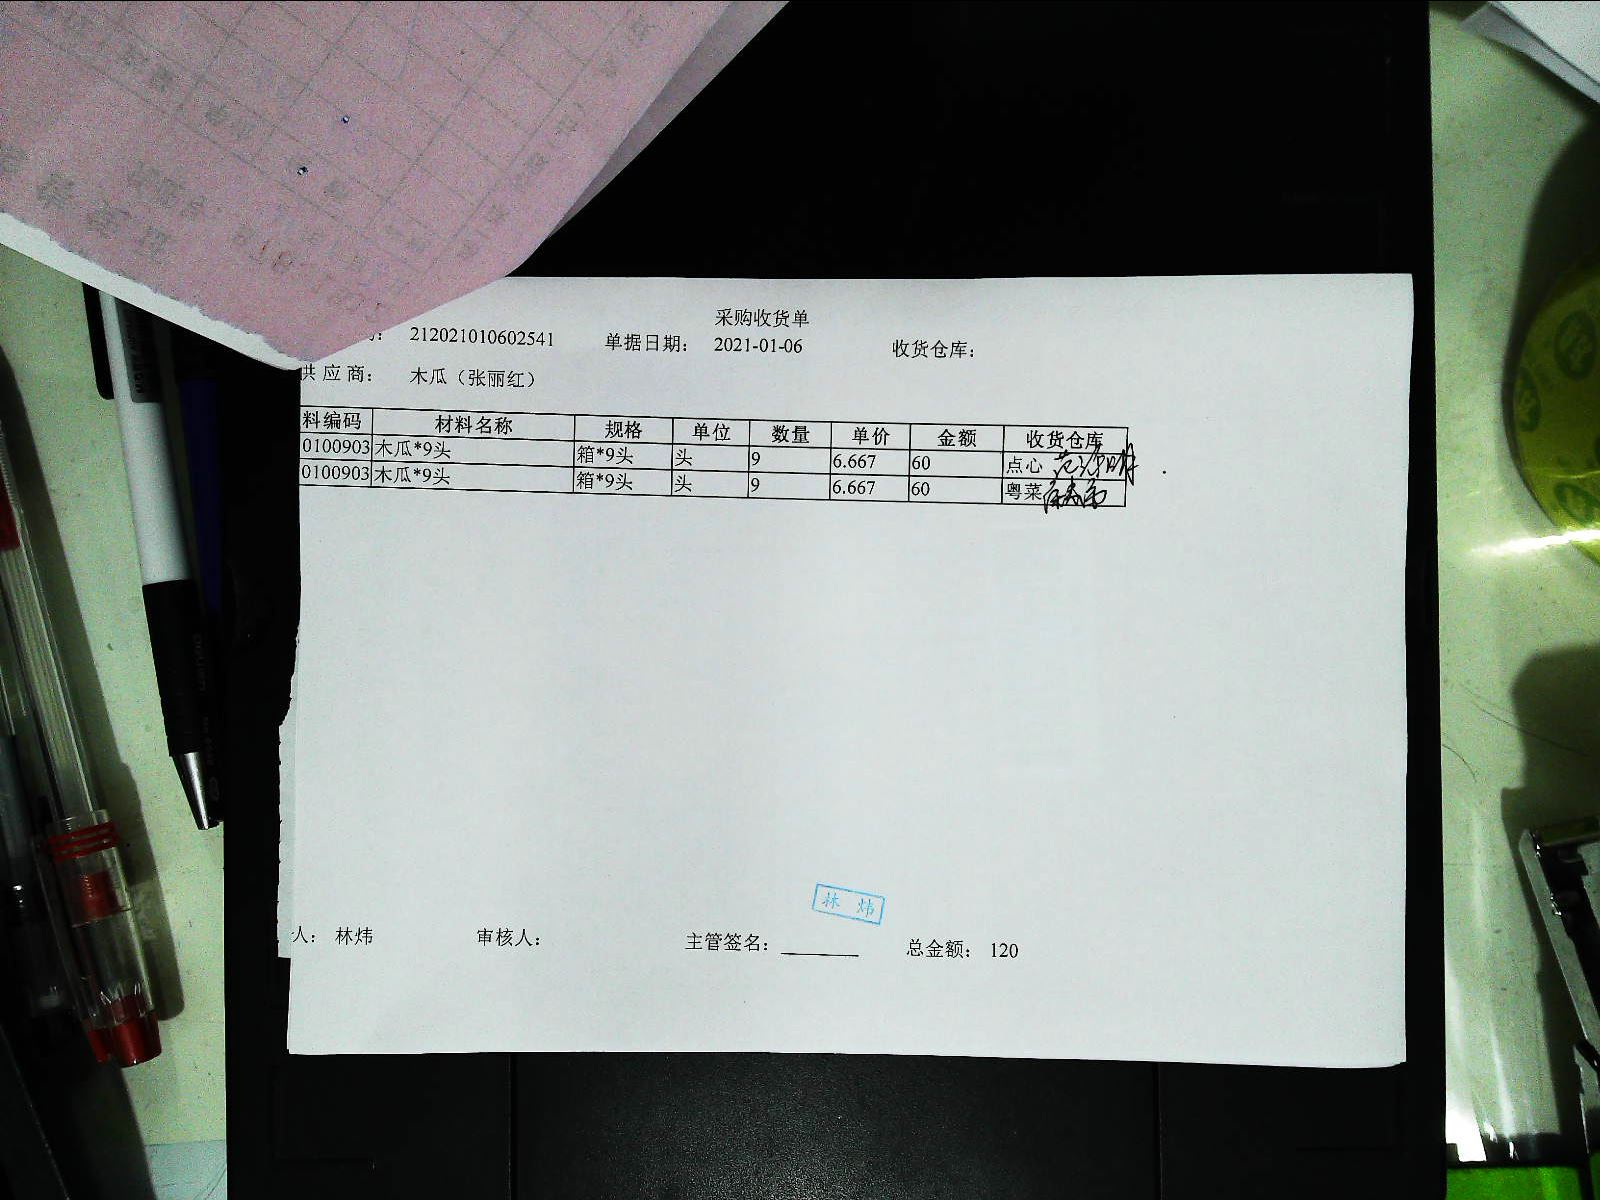 采购收货单
212021010602541 单据日期： 2021-01-06 收货仓库：
供应商： 木瓜（张丽红）
料编码 材料名称 规格 单位 数量 单价 金额 收货仓库
0100903 木瓜*9头 箱*9头 头 9 6.667 60 点心
0100903 木瓜*9头 箱*9头 头 9 6.667 60 粤菜
林 炜
人： 林炜 审核人： 主管签名： 总金额： 120